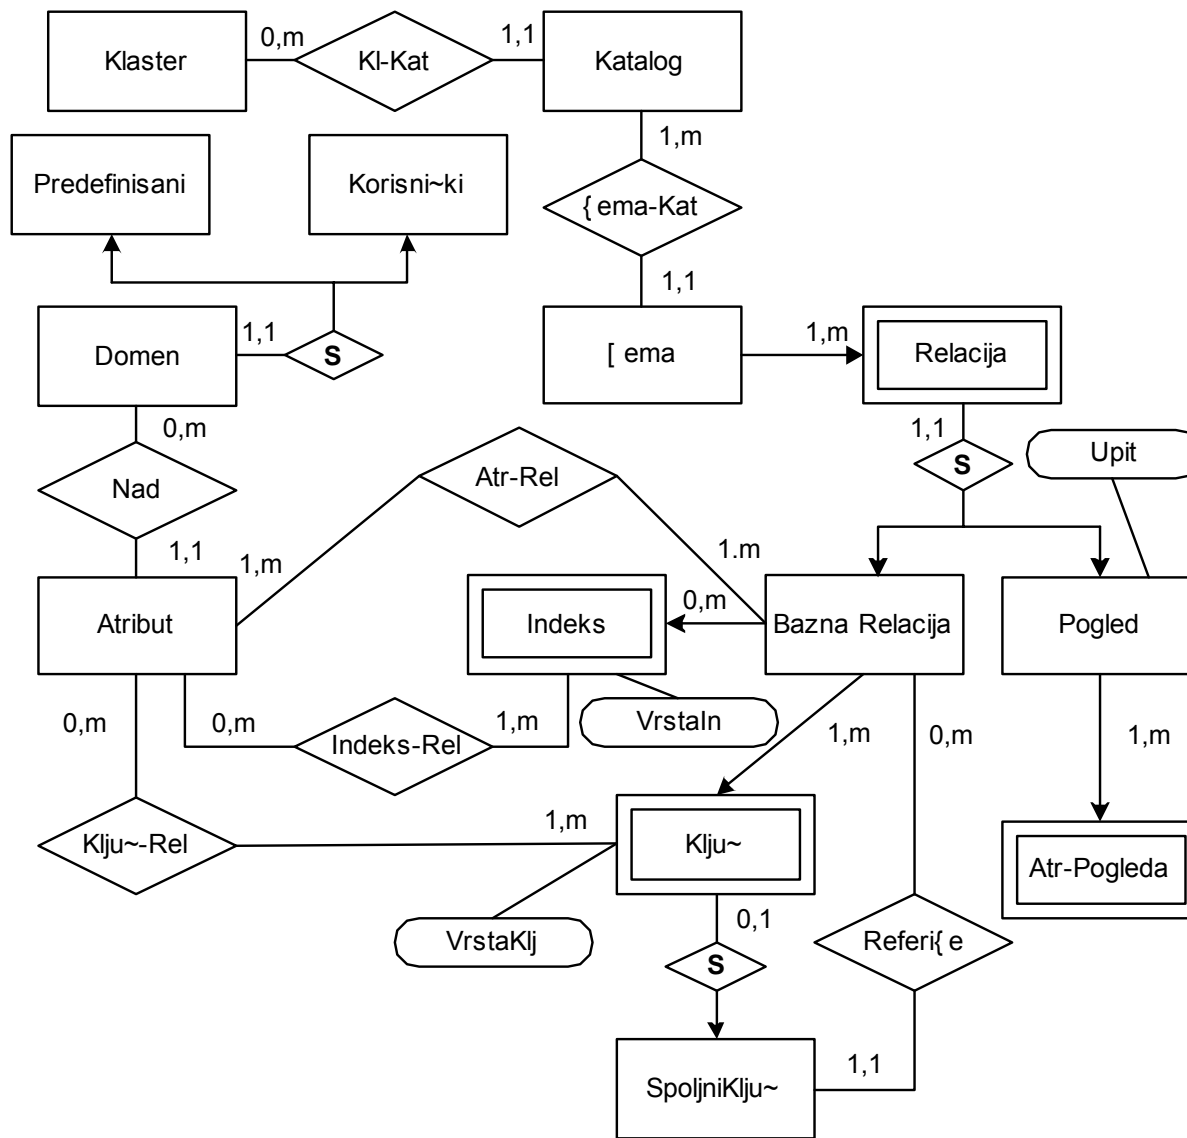 Klaster
0,m
Kl-Kat
1,1
Katalog
1,m
Predefinisani
Korisni~ki
{ ema-Kat
1,1
1,1
Domen
S
[ ema
1,m
Relacija
0,m
1,1
S
Upit
Nad
Atr-Rel
1,1
1,m
1.m
Atribut
Indeks
0,m
Bazna Relacija
Pogled
0,m
0,m
Indeks-Rel
1,m
VrstaIn
1,m
0,m
1,m
Klju~-Rel
1,m
Klju~
Atr-Pogleda
VrstaKlj
0,1
S
Referi{ e
SpoljniKlju~
1,1